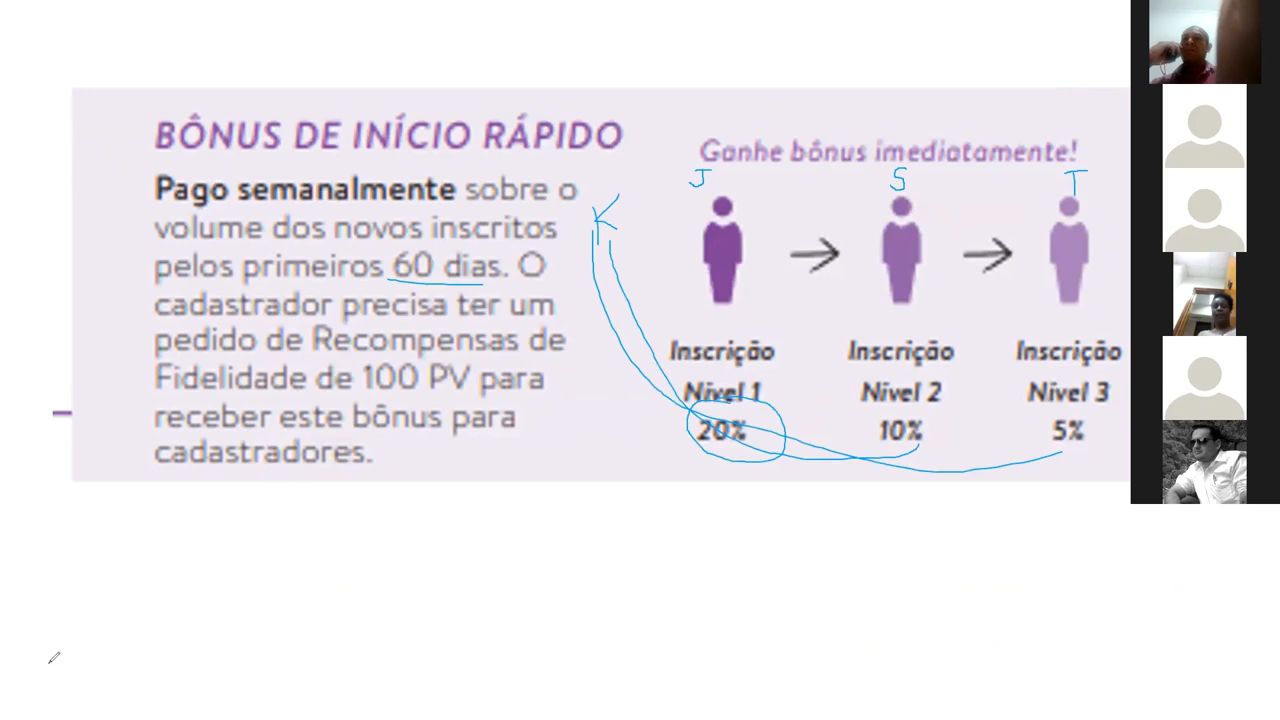 BÔNUS DE INÍCIO RÁPIDO
Pago semanalmente sobre o
volume dos novos inscritos
pelos primeiros 60 dias. O
cadastrador precisa ter um
pedido de Recompensas de
Fidelidade de 100 PV para
receber este bônus para
cadastradores.
K
Ganhe bônus imediatamente!
J S T
Inscrição Inscrição Inscrição
Nível 1 Nível 2 Nível 3
20% 10% 5%